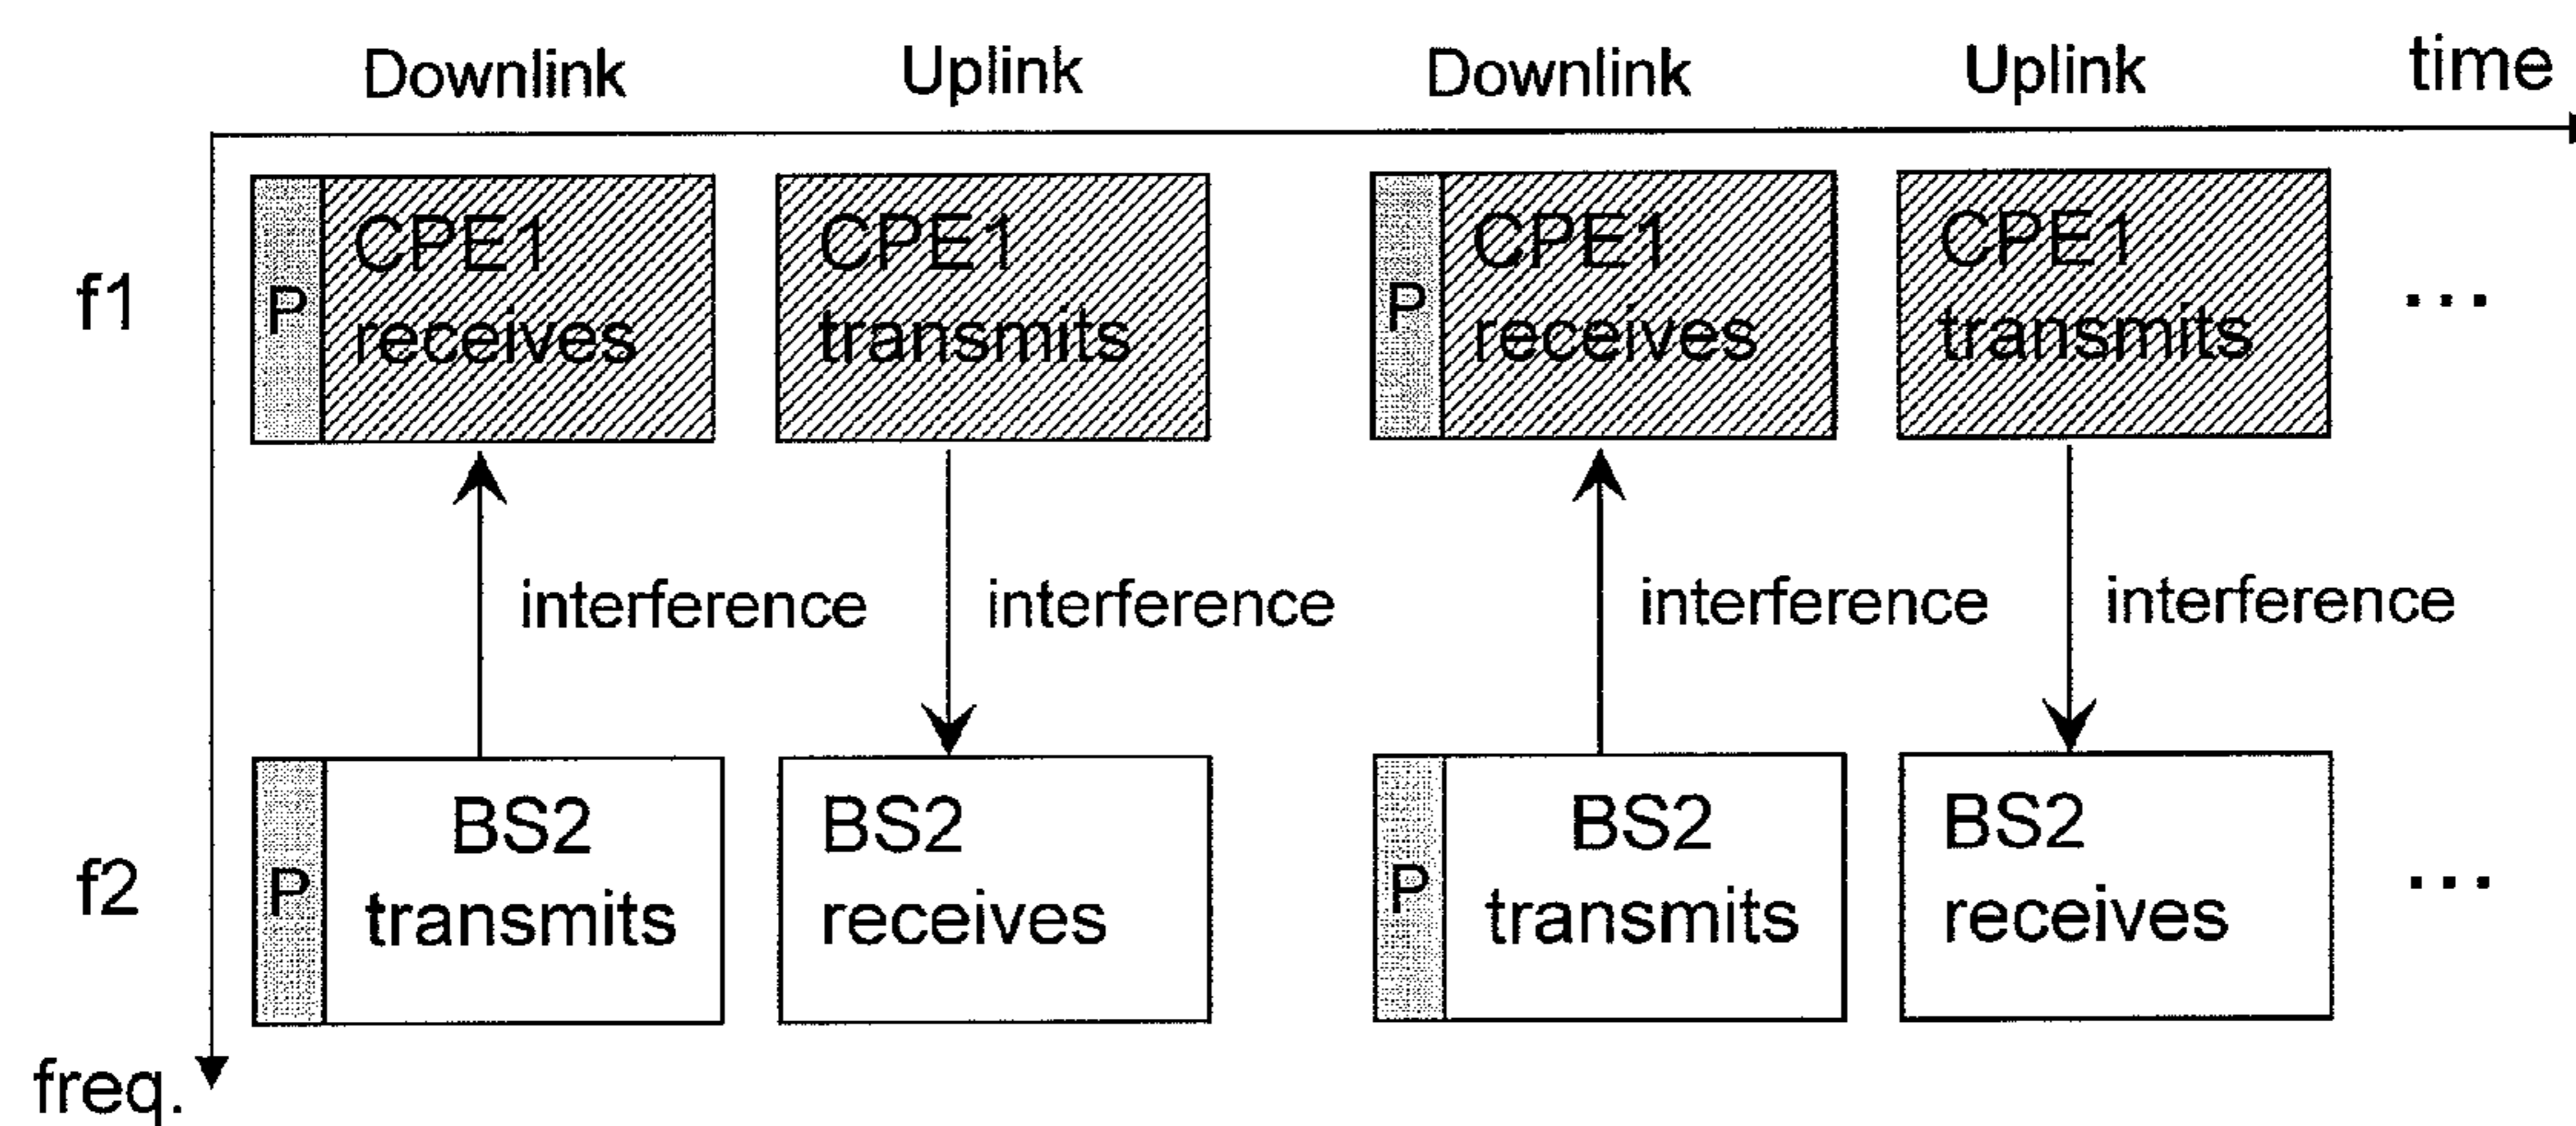 Downlink Uplink Downlink Uplink time
f1
P
CPE1
receives
CPE1
transmits
P
CPE1
receives
CPE1
transmits
...
interference interference interference interference
f2
P
BS2
transmits
BS2
receives
P
BS2
transmits
BS2
receives
...
freq.